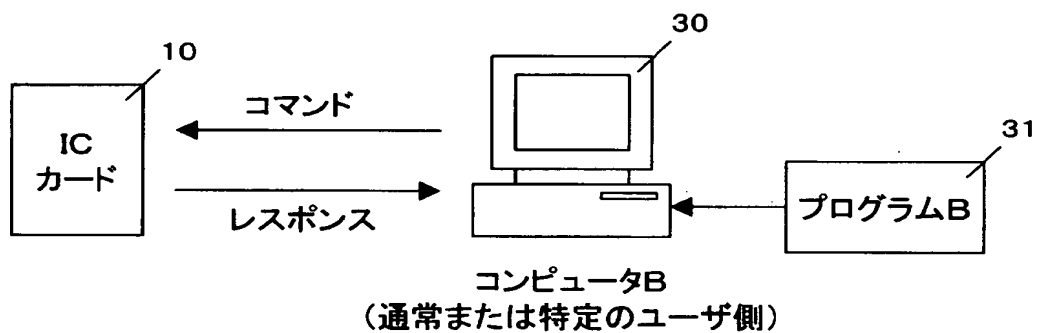 30
10
コマンド
IC
カード
31
プログラムB
レスポンス
コンピュータB
（通常または特定のユーザ側）